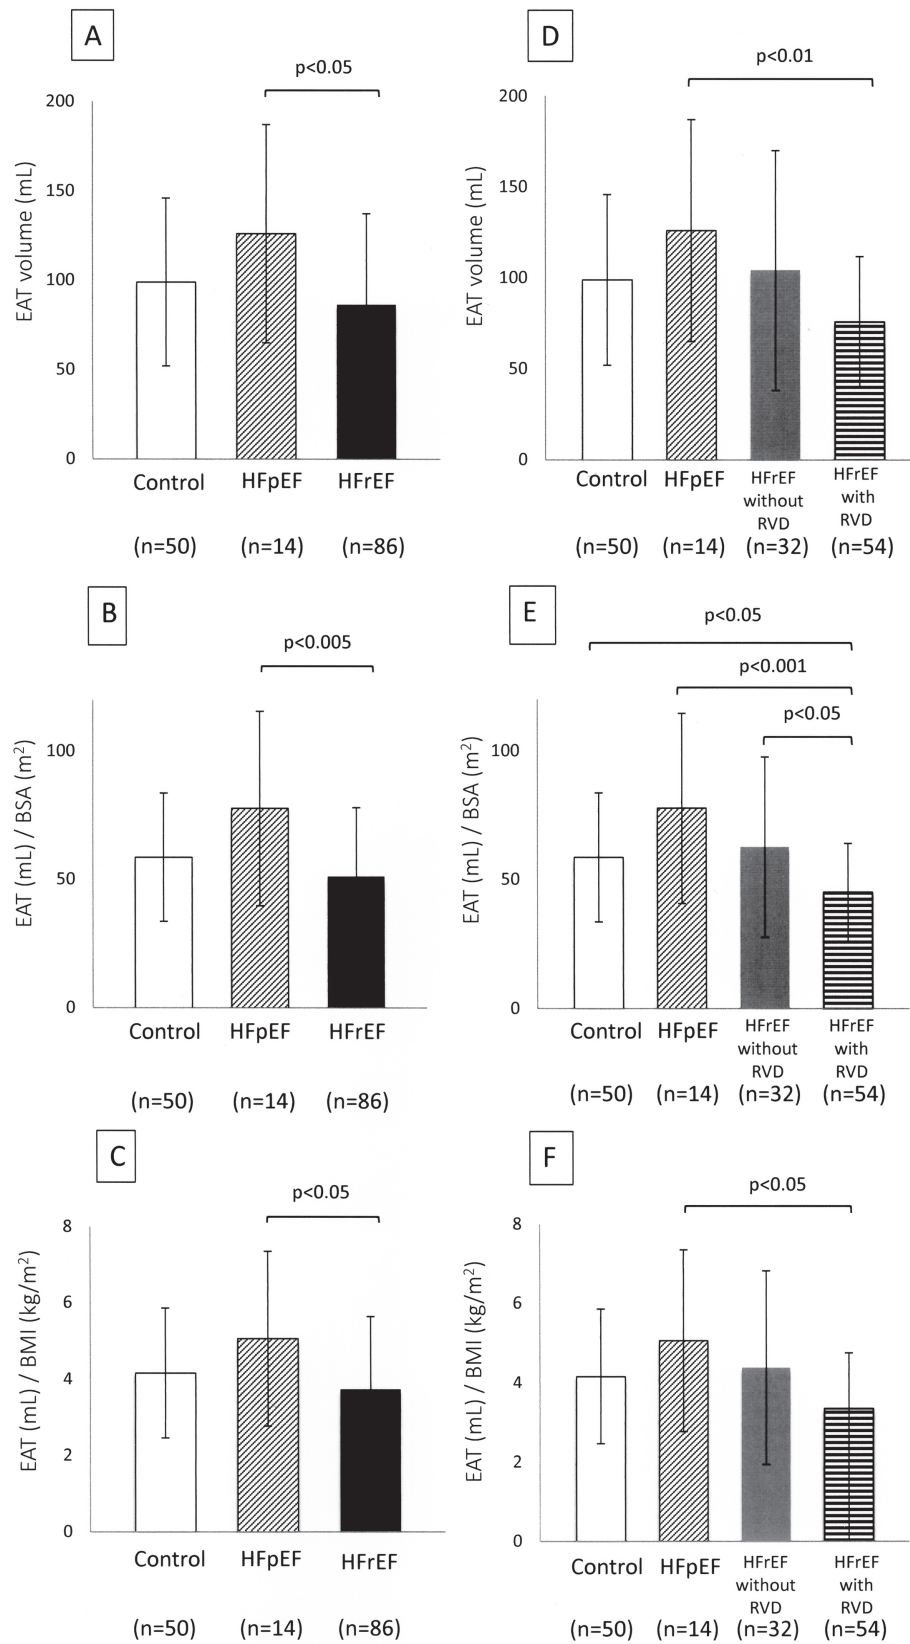 A
p<0.05
EAT volume (mL)
200
150
100
50
0
Control
HFpEF
HFrEF
(n=50)
(n=14)
(n=86)
D
p<0.01
EAT volume (mL)
200
150
100
50
0
Control
HFpEF
HFrEF
without
RVD
HFrEF
with
RVD
(n=50)
(n=14)
(n=32)
(n=54)
B
p<0.005
EAT (mL) / BSA (m²)
100
50
0
Control
HFpEF
HFrEF
(n=50)
(n=14)
(n=86)
E
p<0.05
p<0.001
p<0.05
EAT (mL) / BSA (m²)
100
50
0
Control
HFpEF
HFrEF
without
RVD
HFrEF
with
RVD
(n=50)
(n=14)
(n=32)
(n=54)
C
p<0.05
EAT (mL) / BMI (kg/m²)
8
6
4
2
0
Control
HFpEF
HFrEF
(n=50)
(n=14)
(n=86)
F
p<0.05
EAT (mL) / BMI (kg/m²)
8
6
4
2
0
Control
HFpEF
HFrEF
without
RVD
HFrEF
with
RVD
(n=50)
(n=14)
(n=32)
(n=54)